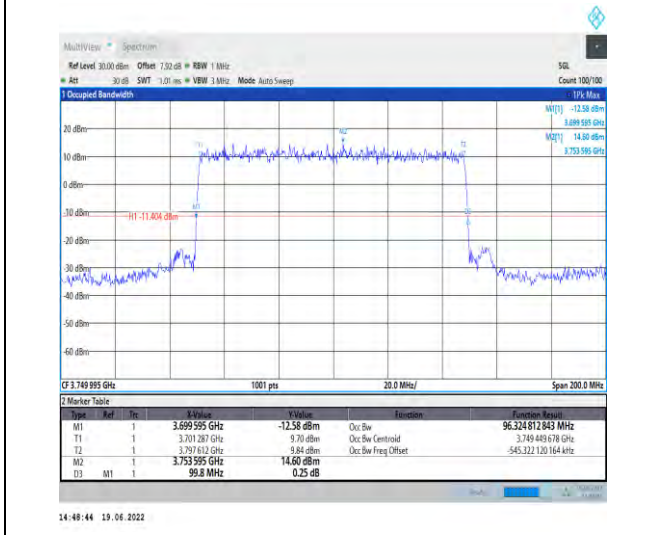 MultiView Spectrum
Ref Level 30.00 dBm Offset 7.92 dB RBW 1 MHz SGL
Att 30 dB SWT 1.01 ms VBW 3 MHz Mode Auto Sweep Count 100/100
1 Occupied Bandwidth 1Pk Max
M1[1] -12.58 dBm
3.699 595 GHz
20 dBm M2[1] 14.60 dBm
M2
3.753 595 GHz
T1 T2
10 dBm
0 dBm
M1
-10 dBm H1 -11.404 dBm D3
-20 dBm
-30 dBm
-40 dBm
-50 dBm
-60 dBm
CF 3.749 995 GHz 1001 pts 20.0 MHz/ Span 200.0 MHz
2 Marker Table
Type Ref Trc X-Value Y-Value Function Function Result
M1 1 3.699 595 GHz -12.58 dBm Occ Bw 96.324 812 843 MHz
T1 1 3.701 287 GHz 9.70 dBm Occ Bw Centroid 3.749 449 678 GHz
T2 1 3.797 612 GHz 9.84 dBm Occ Bw Freq Offset -545.322 120 164 kHz
M2 1 3.753 595 GHz 14.60 dBm
D3 M1 1 99.8 MHz 0.25 dB
14:48:44 19.06.2022